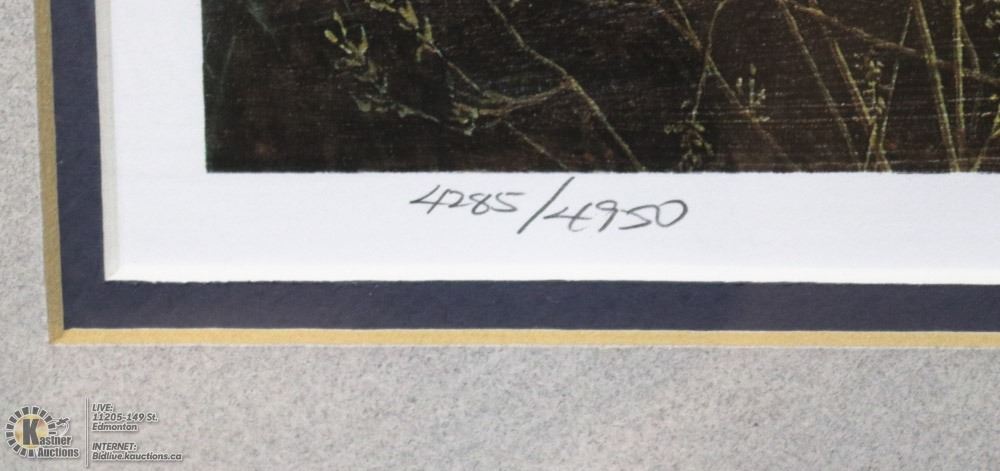 4285/4950
Kastner
Auctions
LIVE:
11205-149 St.
Edmonton
INTERNET:
Bidlive.kauctions.ca